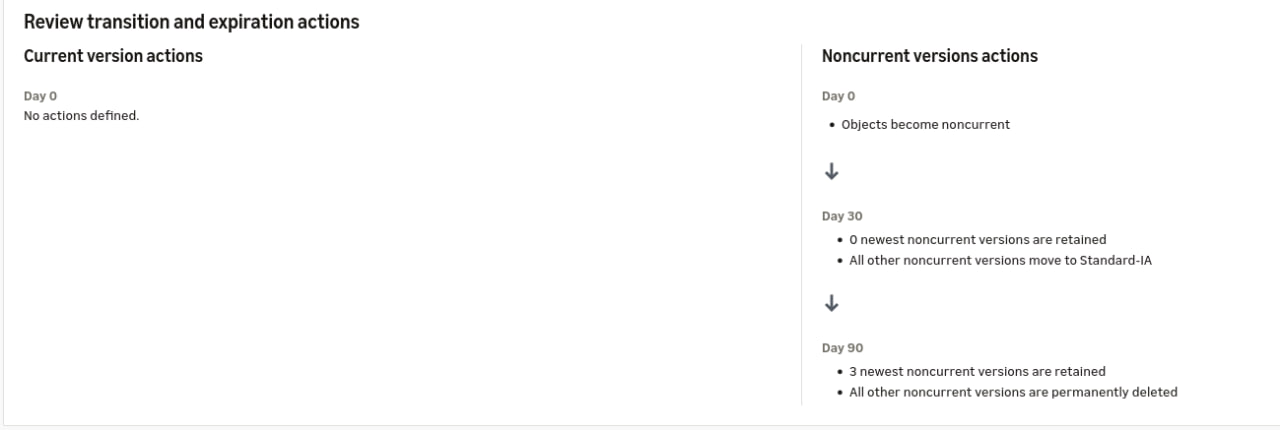 Review transition and expiration actions
Current version actions
Day 0
No actions defined.
Noncurrent versions actions
Day 0
• Objects become noncurrent
Day 30
• 0 newest noncurrent versions are retained
• All other noncurrent versions move to Standard-IA
Day 90
• 3 newest noncurrent versions are retained
• All other noncurrent versions are permanently deleted